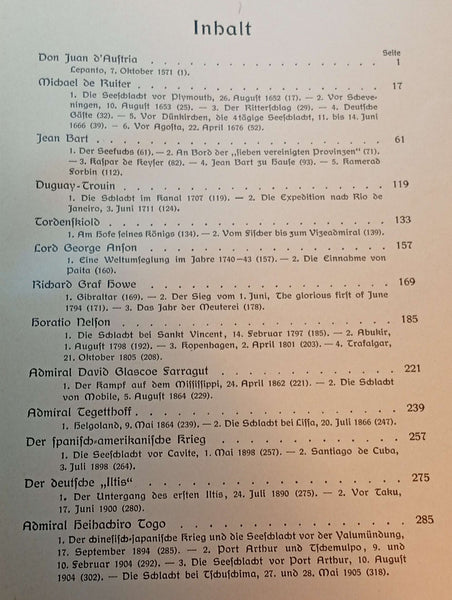 Inhalt
Seite
Don Juan d'Austria . . . . . . . . . . . . . . . . 1
Lepanto, 7. Oktober 1571 (1).
Michael de Ruiter . . . . . . . . . . . . . . . . 17
1. Die Seeschlacht vor Plymouth, 26. August 1652 (17). — 2. Vor Scheve-
ningen, 10. August 1653 (25). — 3. Der Ritterschlag (29). — 4. Deutsche
Gäste (32). — 5. Vor Dünkirchen, die 4tägige Seeschlacht, 11. bis 14. Juni
1666 (39). — 6. Vor Agosta, 22. April 1676 (52).
Jean Bart . . . . . . . . . . . . . . . . 61
1. Der Seefuchs (61). — 2. An Bord der „sieben vereinigten Provinzen" (71).
— 3. Kaspar de Keyser (82). — 4. Jean Bart zu Hause (93). — 5. Kamerad
Forbin (112).
Duguay-Trouin . . . . . . . . . . . . . . . . 119
1. Die Schlacht im Kanal 1707 (119). — 2. Die Expedition nach Rio de
Janeiro, 3. Juni 1711 (124).
Tordenskiold . . . . . . . . . . . . . . . . 133
1. Am Hofe seines Königs (134). — 2. Vom Fischer bis zum Vizeadmiral (139).
Lord George Anson . . . . . . . . . . . . . . . . 157
1. Eine Weltumseglung im Jahre 1740–43 (157). — 2. Die Einnahme von
Paita (160).
Richard Graf Howe . . . . . . . . . . . . . . . . 169
1. Gibraltar (169). — 2. Der Sieg vom 1. Juni, The glorious first of June
1794 (171). — 3. Das Jahr der Meuterei (178).
Horatio Nelson . . . . . . . . . . . . . . . . 185
1. Die Schlacht bei Sankt Vincent, 14. Februar 1797 (185). — 2. Abukir,
1. August 1798 (192). — 3. Kopenhagen, 2. April 1801 (203). — 4. Trafalgar,
21. Oktober 1805 (208).
Admiral David Glascoe Farragut . . . . . . . . . . . 221
1. Der Kampf auf dem Mississippi, 24. April 1862 (221). — 2. Die Schlacht
von Mobile, 5. August 1864 (229).
Admiral Tegetthoff . . . . . . . . . . . . . . . . 239
1. Helgoland, 9. Mai 1864 (239). — 2. Die Schlacht bei Lissa, 20. July 1866 (247).
Der spanisch-amerikanische Krieg . . . . . . . . . . . 257
1. Die Seeschlacht vor Cavite, 1. Mai 1898 (257). — 2. Santiago de Cuba,
3. Juli 1898 (264).
Der deutsche „Iltis" . . . . . . . . . . . . . . . . 275
1. Der Untergang des ersten Iltis, 24. Juli 1890 (275). — 2. Vor Taku,
17. Juni 1900 (280).
Admiral Heihachiro Togo . . . . . . . . . . . . . . 285
1. Der chinesisch-japanische Krieg und die Seeschlacht vor der Yalumündung,
17. September 1894 (285). — 2. Port Arthur und Tschemulpo, 9. und
10. Februar 1904 (292). — 3. Die Seeschlacht vor Port Arthur, 10. August
1904 (302). — Die Schlacht bei Tschuschima, 27. und 28. Mai 1905 (318).